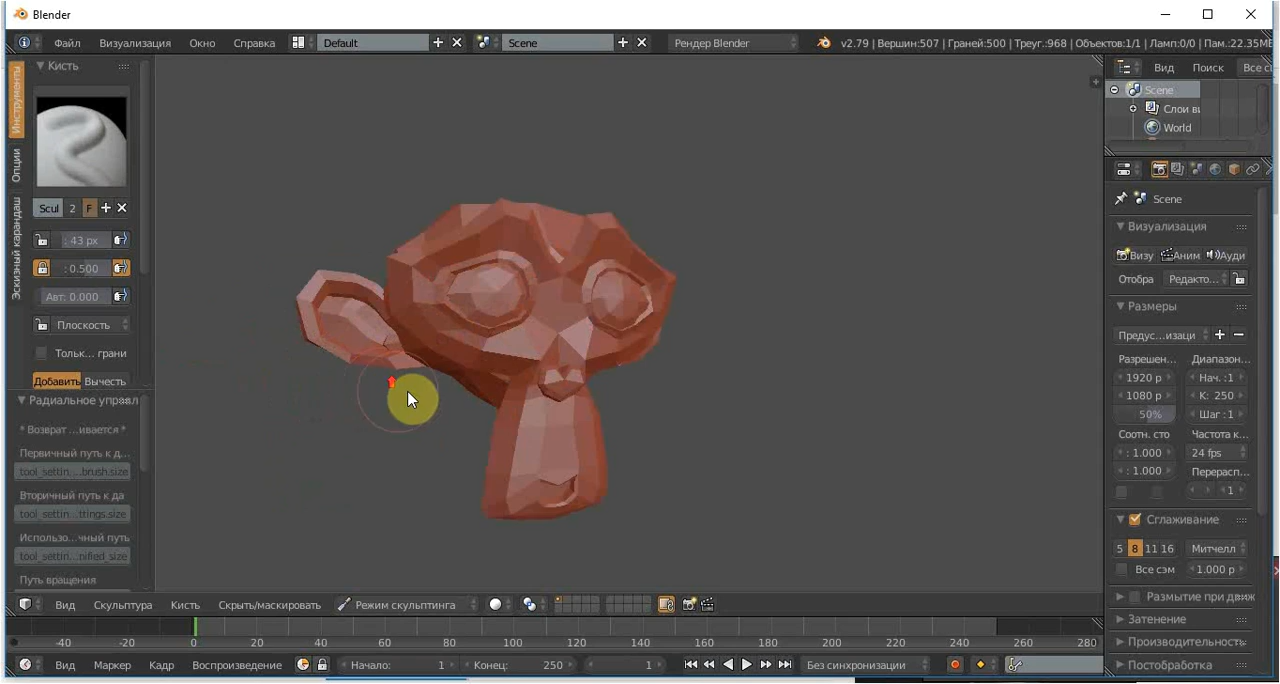 Blender
Файл Визуализация Окно Справка Default Scene Рендер Blender v2.79 | Вершин:507 | Граней:500 | Треуг.:968 | Объектов:1/1 | Ламп:0/0 | Пам.:22.35МБ
Инструменты
Опции
Эскизный карандаш
Кисть
Scul 2 F
: 43 px
: 0.500
Авт: 0.000
Плоскость
Тольк... грани
Добавить Вычесть
Радиальное управл
* Возврат ...ивается *
Первичный путь к д...
tool_settin...brush.size
Вторичный путь к да
tool_settin...ttings.size
Использо...чный путь
tool_settin...nified_size
Путь вращения
Вид Поиск Все с
Scene
Слои ви
World
Scene
Визуализация
Визу Аним Ауди
Отобра Редакто...
Размеры
Предус...изаци
Разрешен... Диапазон...
1920 p Нач.:1
1080 p К: 250
50% Шаг:1
Соотн. сто Частота к...
: 1.000 24 fps
: 1.000 Перерасп...
:1
Сглаживание
5 8 11 16 Митчелл
Все сэм 1.000 p
Размытие при движ
Затенение
Производительность
Постобработка
Вид Скульптура Кисть Скрыть/маскировать Режим скульптинга
-40 -20 0 20 40 60 80 100 120 140 160 180 200 220 240 260 280
Вид Маркер Кадр Воспроизведение Начало: 1 Конец: 250 1 Без синхронизации